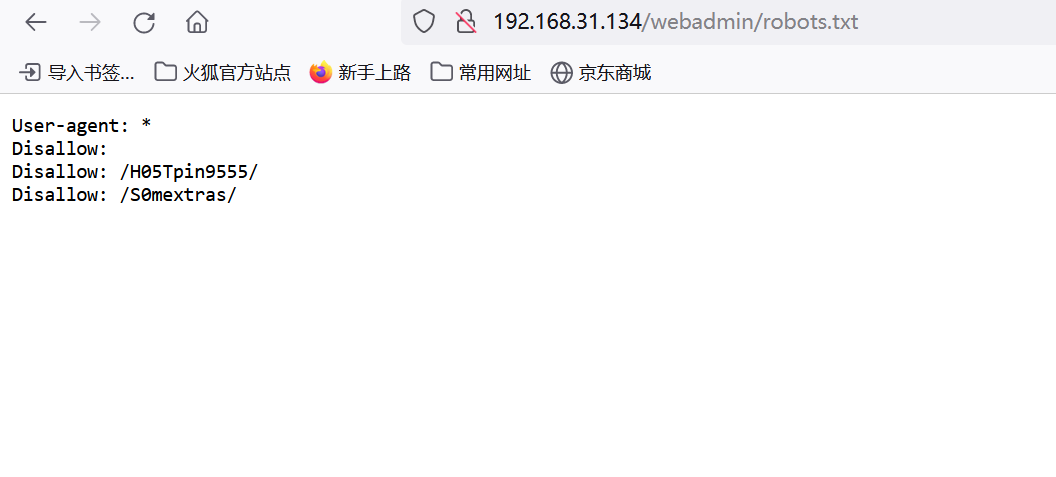 192.168.31.134/webadmin/robots.txt
导入书签... 火狐官方站点 新手上路 常用网址 京东商城
User-agent: *
Disallow:
Disallow: /H05Tpin9555/
Disallow: /S0mextras/